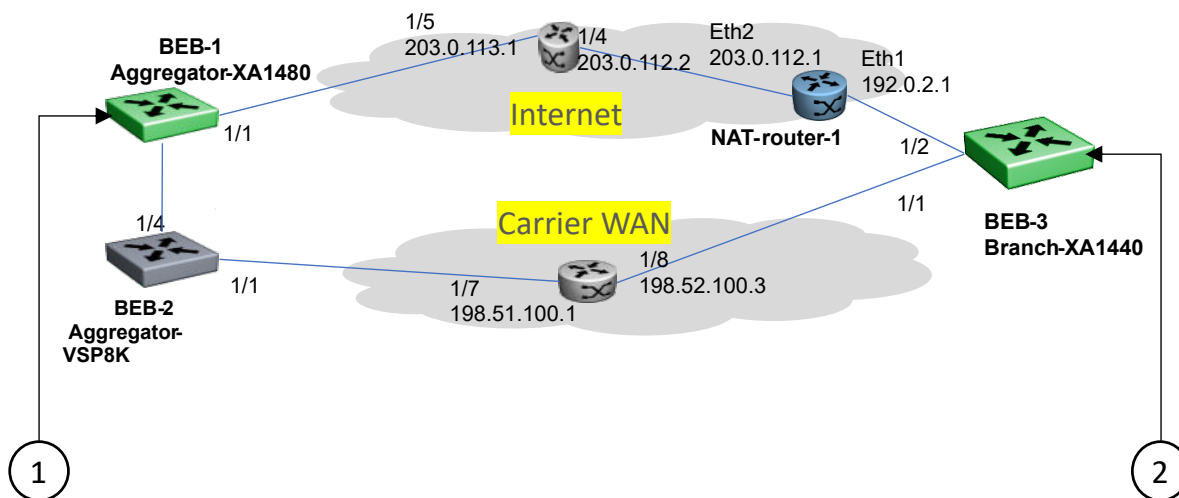 1/5
203.0.113.1
BEB-1
Aggregator-XA1480
1/1
1/4
203.0.112.2
Internet
Eth2
203.0.112.1
Eth1
192.0.2.1
NAT-router-1
1/2
1/1
BEB-3
Branch-XA1440
1/4
1/1
BEB-2
Aggregator-
VSP8K
Carrier WAN
1/7
198.51.100.1
1/8
198.52.100.3
1
2